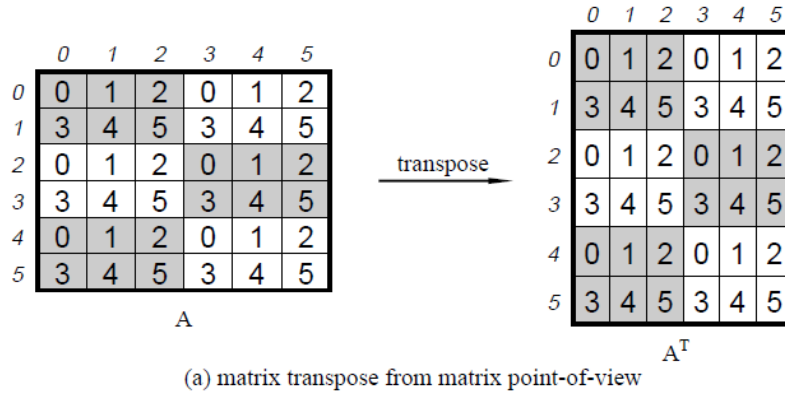 0 1 2 3 4 5
0 0 1 2 0 1 2
1 3 4 5 3 4 5
2 0 1 2 0 1 2
3 3 4 5 3 4 5
4 0 1 2 0 1 2
5 3 4 5 3 4 5
A
transpose
0 1 2 3 4 5
0 0 1 2 0 1 2
1 3 4 5 3 4 5
2 0 1 2 0 1 2
3 3 4 5 3 4 5
4 0 1 2 0 1 2
5 3 4 5 3 4 5
A^T
(a) matrix transpose from matrix point-of-view